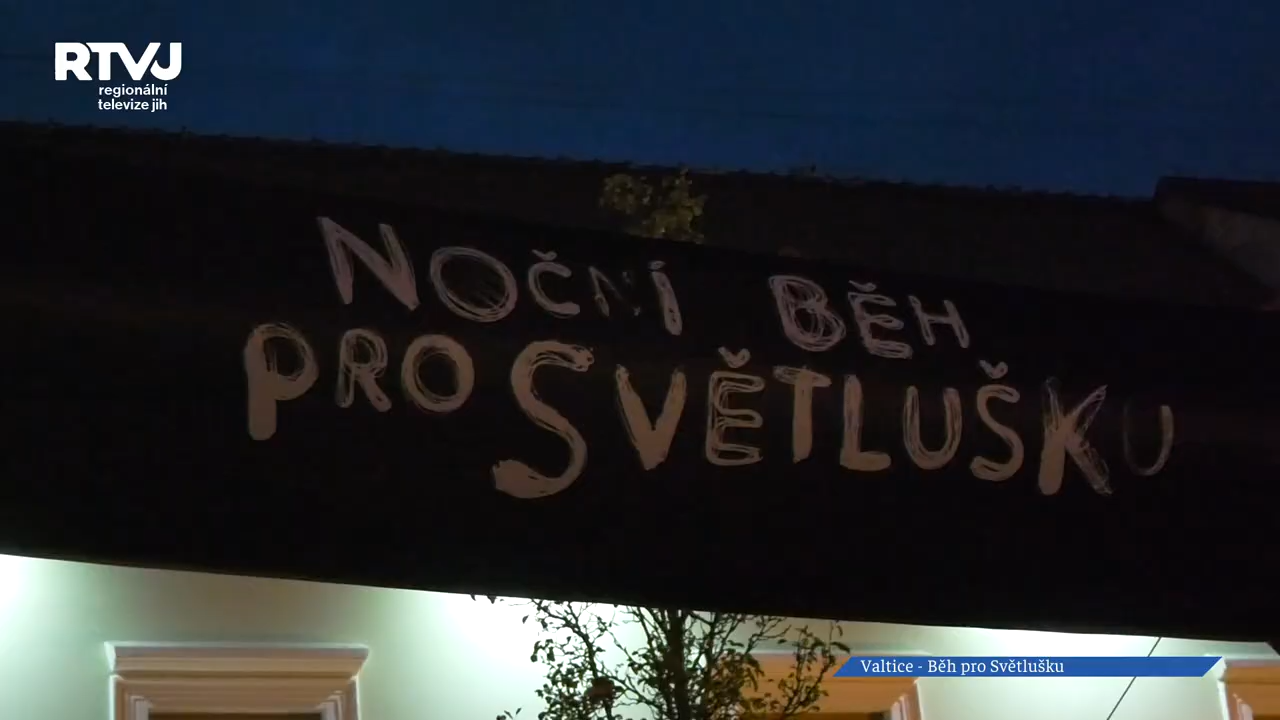 RTVJ
regionální
televize jih
NOČNÍ BĚH
PRO SVĚTLUŠKU
Valtice - Běh pro Světlušku